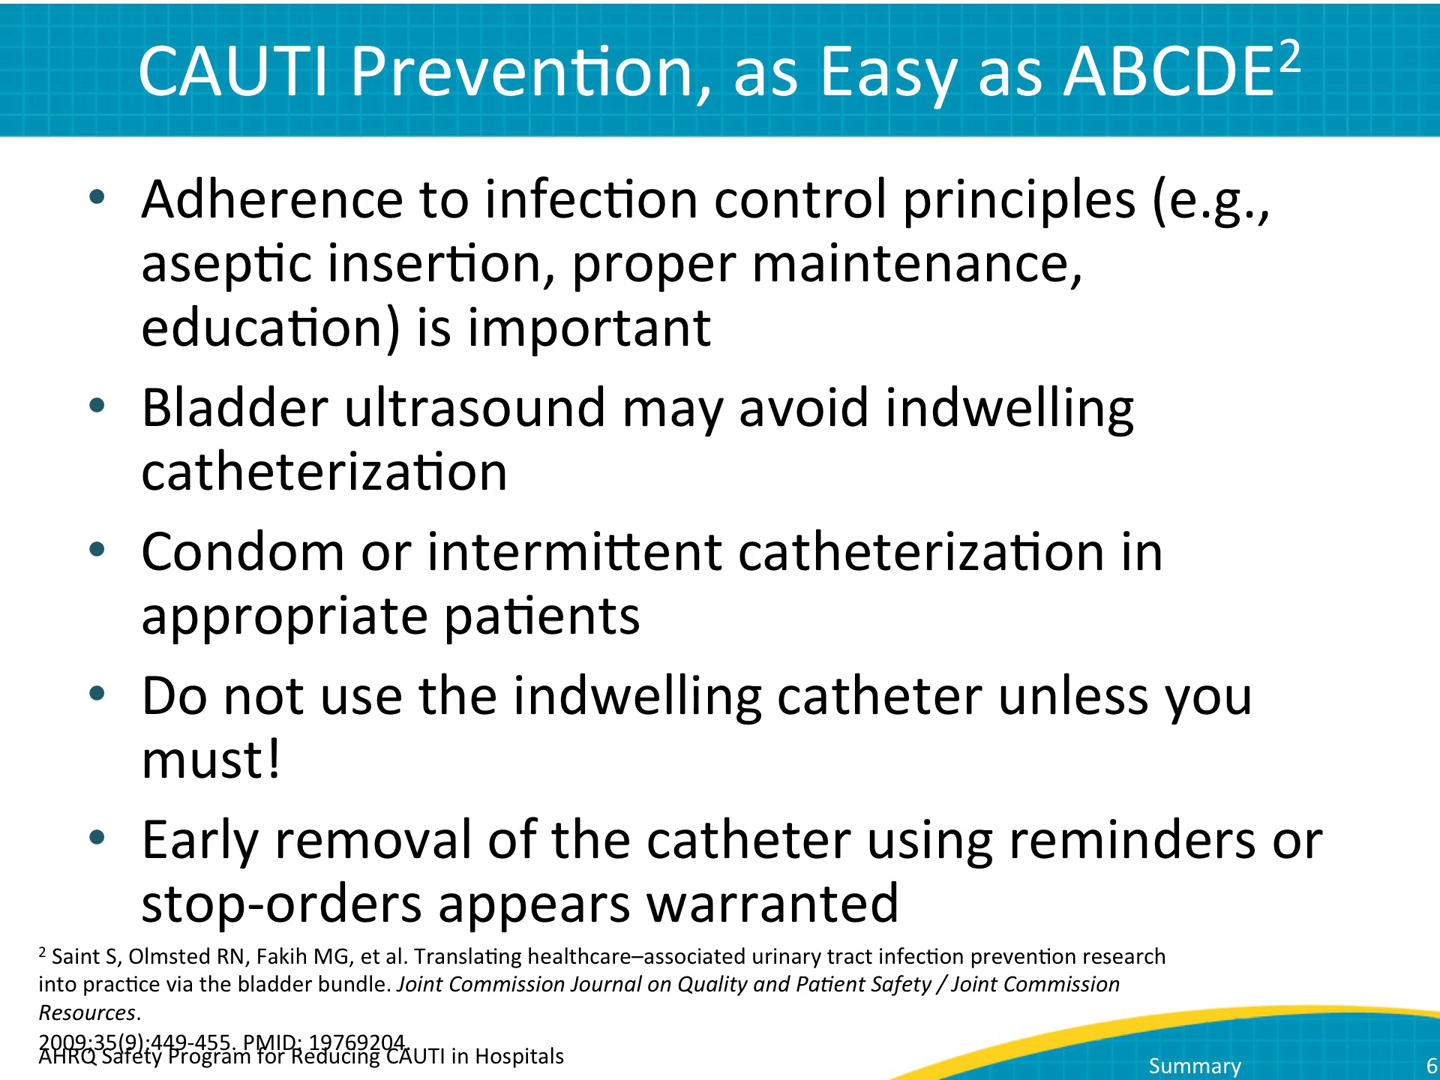 CAUTI Prevention, as Easy as ABCDE²
• Adherence to infection control principles (e.g.,
aseptic insertion, proper maintenance,
education) is important
• Bladder ultrasound may avoid indwelling
catheterization
• Condom or intermittent catheterization in
appropriate patients
• Do not use the indwelling catheter unless you
must!
• Early removal of the catheter using reminders or
stop-orders appears warranted
² Saint S, Olmsted RN, Fakih MG, et al. Translating healthcare–associated urinary tract infection prevention research
into practice via the bladder bundle. Joint Commission Journal on Quality and Patient Safety / Joint Commission
Resources.
2009;35(9):449-455. PMID: 19769204.
AHRQ Safety Program for Reducing CAUTI in Hospitals
Summary 6